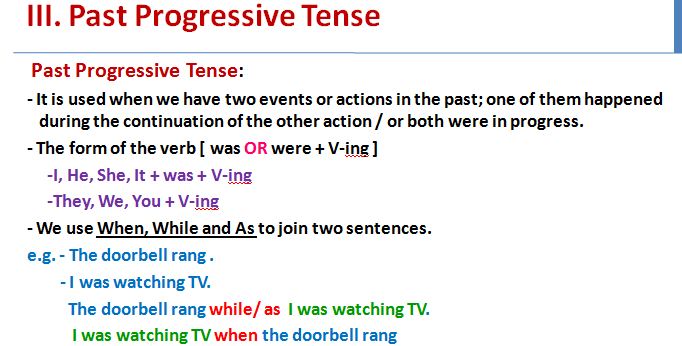 III. Past Progressive Tense
Past Progressive Tense:
- It is used when we have two events or actions in the past; one of them happened
during the continuation of the other action / or both were in progress.
- The form of the verb [ was OR were + V-ing ]
-I, He, She, It + was + V-ing
-They, We, You + V-ing
- We use When, While and As to join two sentences.
e.g. - The doorbell rang .
- I was watching TV.
The doorbell rang while/ as I was watching TV.
I was watching TV when the doorbell rang